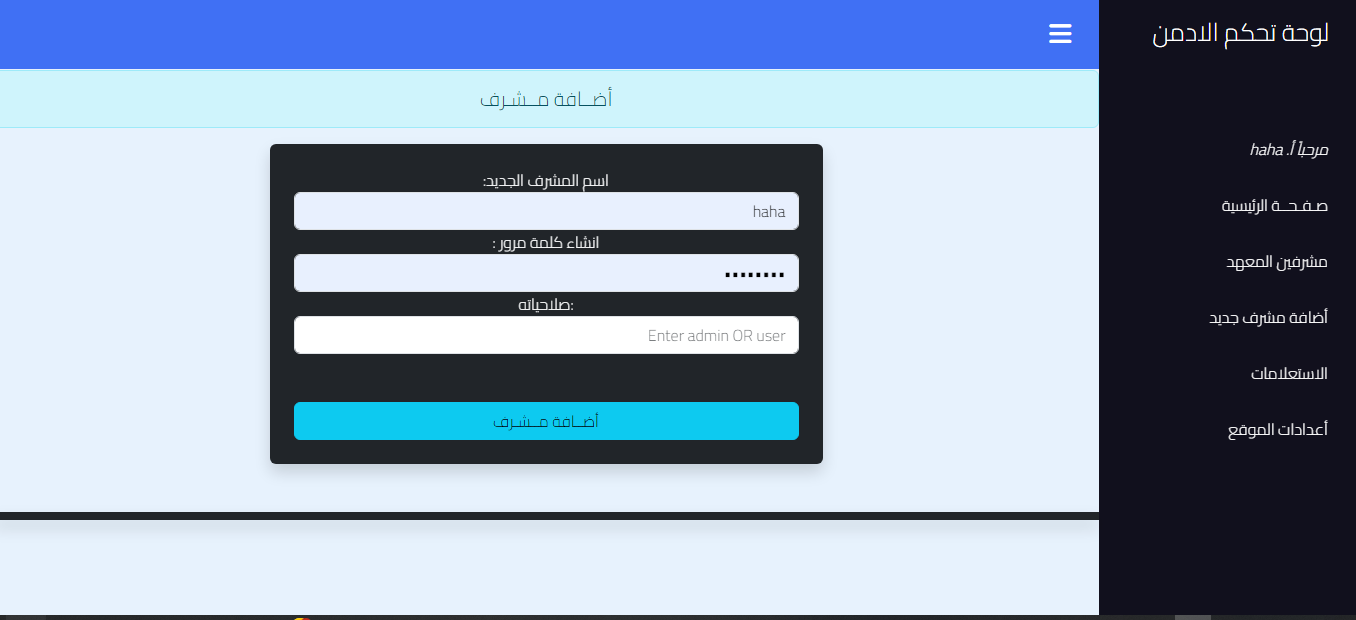 لوحة تحكم الادمن
مرحباً أ. haha
صـفـحــة الرئيسية
مشرفين المعهد
أضافة مشرف جديد
الاستعلامات
أعدادات الموقع
أضــافة مــشـرف
اسم المشرف الجديد:
haha
انشاء كلمة مرور :
••••••••
:صلاحياته
Enter admin OR user
أضــافة مــشـرف